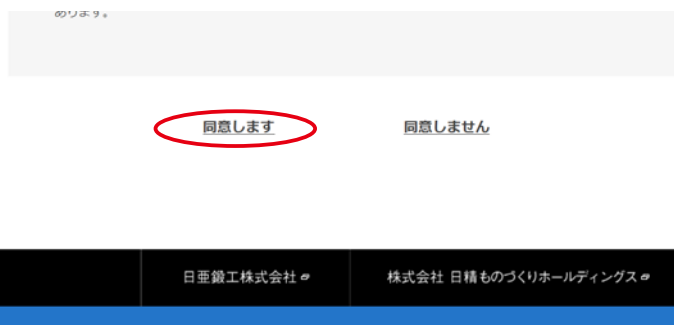 あります。
同意します 同意しません
日亜鍛工株式会社 株式会社 日精ものづくりホールディングス